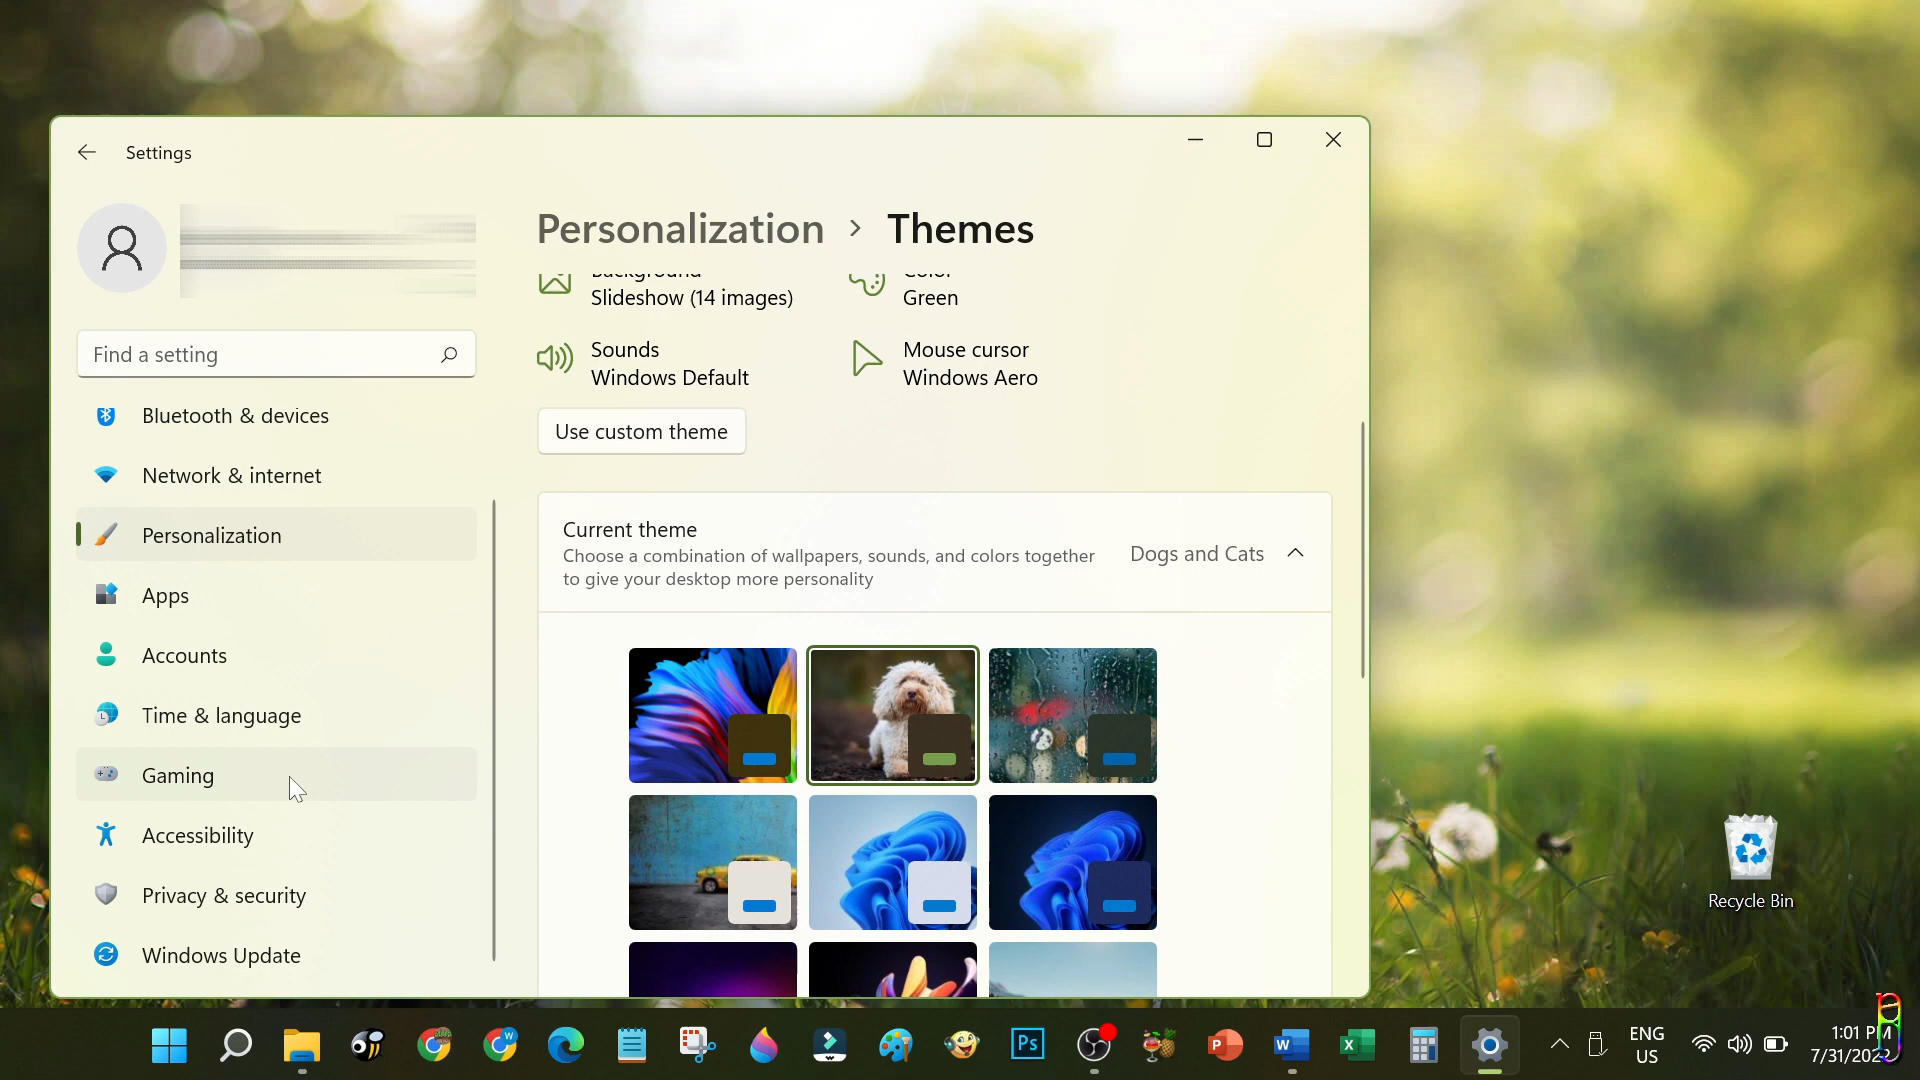 Settings
Personalization > Themes
Background
Color
Slideshow (14 images)
Green
Sounds
Windows Default
Mouse cursor
Windows Aero
Use custom theme
Find a setting
Bluetooth & devices
Network & internet
Personalization
Apps
Accounts
Time & language
Gaming
Accessibility
Privacy & security
Windows Update
Current theme
Choose a combination of wallpapers, sounds, and colors together
to give your desktop more personality
Dogs and Cats
Recycle Bin
W
Ps
P
W
X
ENG
US
1:01 PM